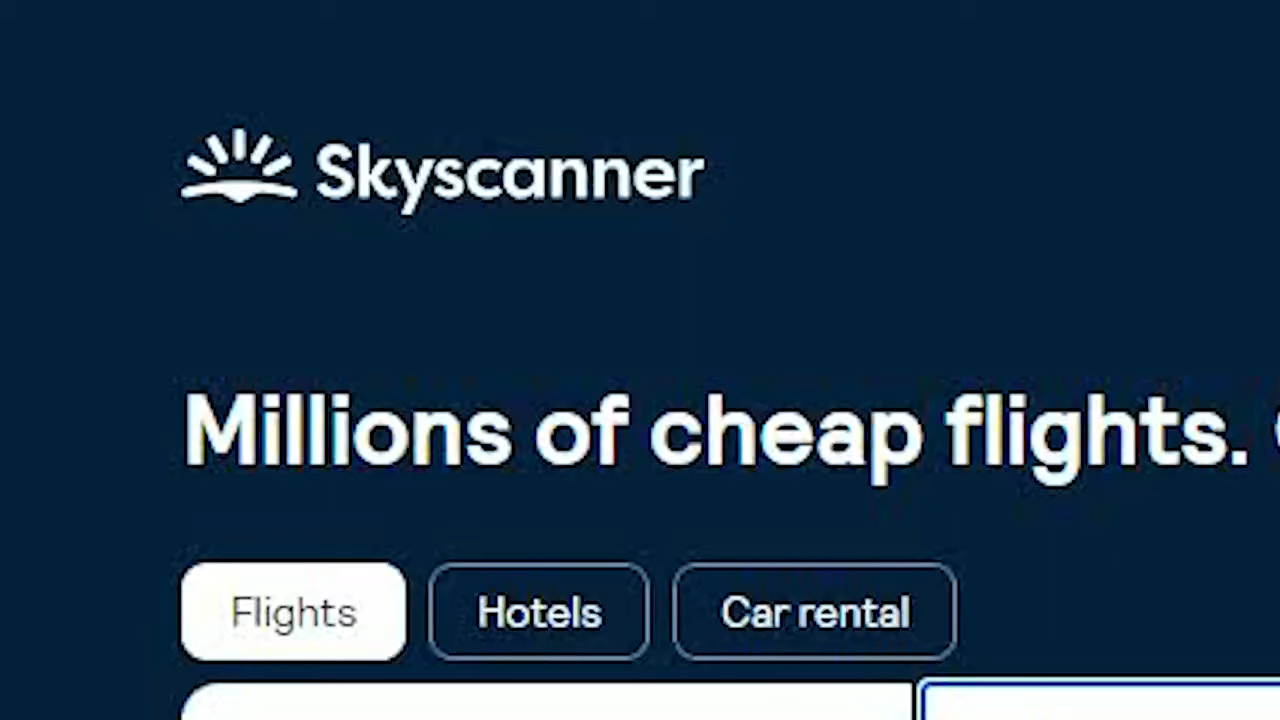 Skyscanner
Millions of cheap flights.
Flights
Hotels
Car rental